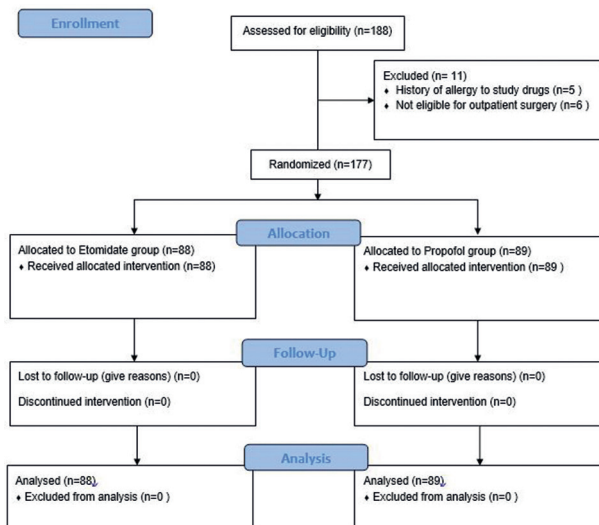 Enrollment
Assessed for eligibility (n=188)
Excluded (n= 11)
♦ History of allergy to study drugs (n=5 )
♦ Not eligible for outpatient surgery (n=6 )
Randomized (n=177)
Allocation
Allocated to Etomidate group (n=88)
♦ Received allocated intervention (n=88)
Allocated to Propofol group (n=89)
♦ Received allocated intervention (n=89 )
Follow-Up
Lost to follow-up (give reasons) (n=0)
Discontinued intervention (n=0)
Lost to follow-up (give reasons) (n=0)
Discontinued intervention (n=0)
Analysis
Analysed (n=88)
♦ Excluded from analysis (n=0 )
Analysed (n=89)
♦ Excluded from analysis (n=0 )